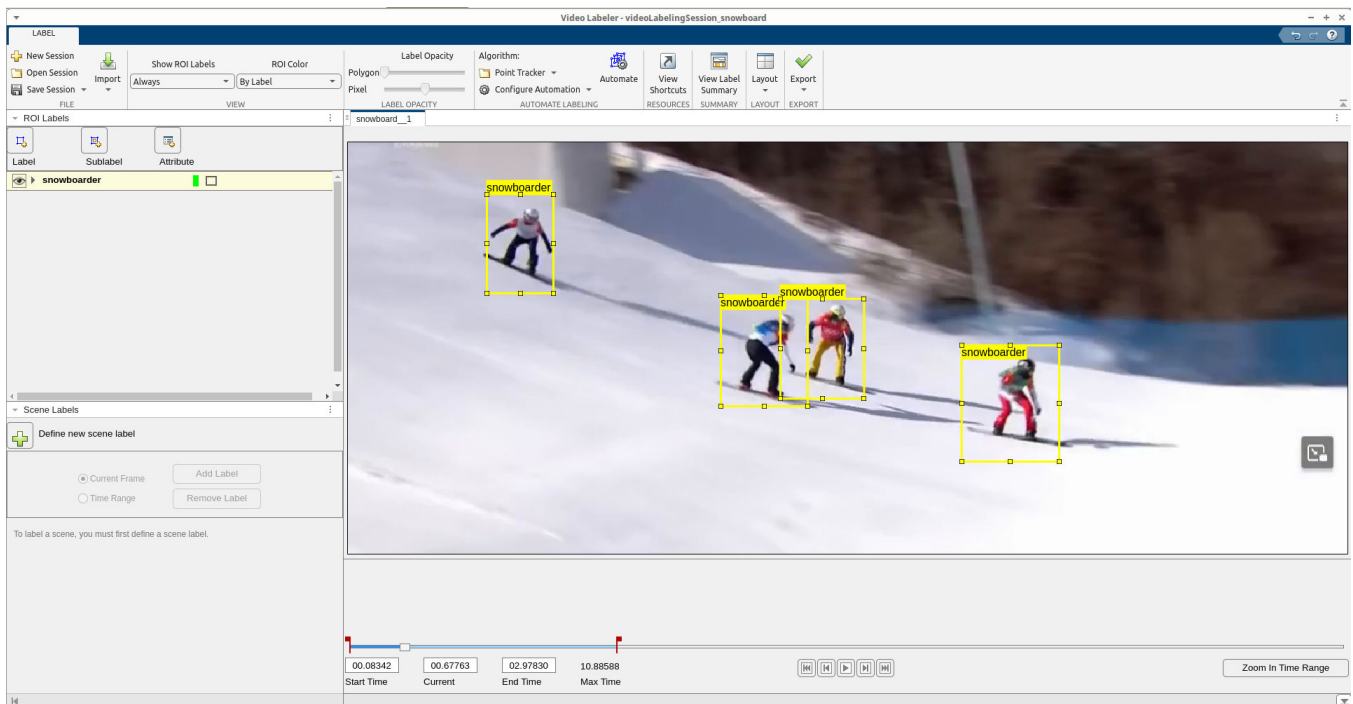 Video Labeler - videoLabelingSession_snowboard
LABEL
New Session
Open Session
Save Session
Import
FILE
Show ROI Labels
ROI Color
Always
By Label
VIEW
Label Opacity
Polygon
Pixel
LABEL OPACITY
Algorithm:
Point Tracker
Configure Automation
Automate
AUTOMATE LABELING
View Shortcuts
RESOURCES
View Label Summary
SUMMARY
Layout
LAYOUT
Export
EXPORT
ROI Labels
Label
Sublabel
Attribute
snowboarder
snowboard__1
snowboarder
snowboarder
snowboarder
snowboarder
Scene Labels
Define new scene label
Current Frame
Add Label
Time Range
Remove Label
To label a scene, you must first define a scene label.
00.08342
00.67763
02.97830
10.88588
Start Time
Current
End Time
Max Time
Zoom In Time Range